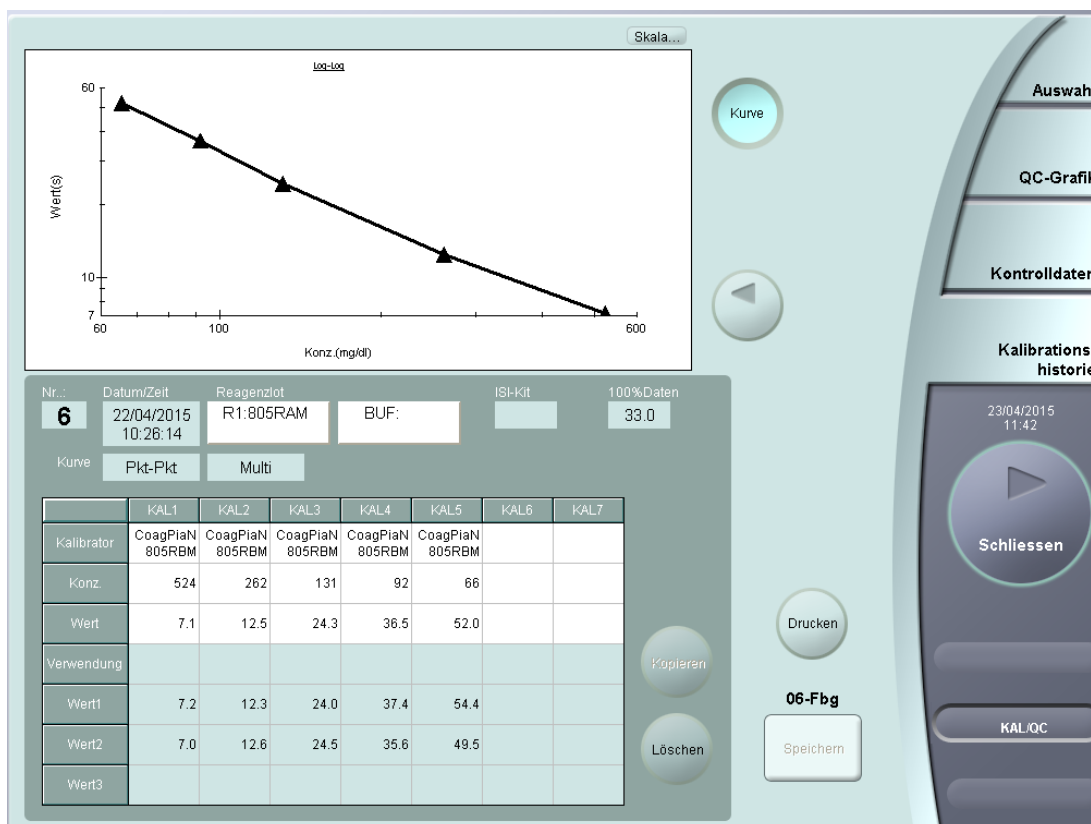 Skala...
Log-Log
60
10
7
Wert(s)
60
100
600
Konz.(mg/dl)
Kurve
Auswah
QC-Grafik
Kontrolldaten
Kalibrations
historie
Nr..:
Datum/Zeit
Reagenzlot
ISI-Kit
100%Daten
6
22/04/2015
10:26:14
R1:805RAM
BUF:
33.0
Kurve
Pkt-Pkt
Multi
KAL1 KAL2 KAL3 KAL4 KAL5 KAL6 KAL7
Kalibrator
CoagPiaN CoagPiaN CoagPiaN CoagPiaN CoagPiaN
805RBM 805RBM 805RBM 805RBM 805RBM
Konz. 524 262 131 92 66
Wert 7.1 12.5 24.3 36.5 52.0
Verwendung
Wert1 7.2 12.3 24.0 37.4 54.4
Wert2 7.0 12.6 24.5 35.6 49.5
Wert3
Kopieren
Löschen
Drucken
06-Fbg
Speichern
23/04/2015
11:42
Schliessen
KAL/QC